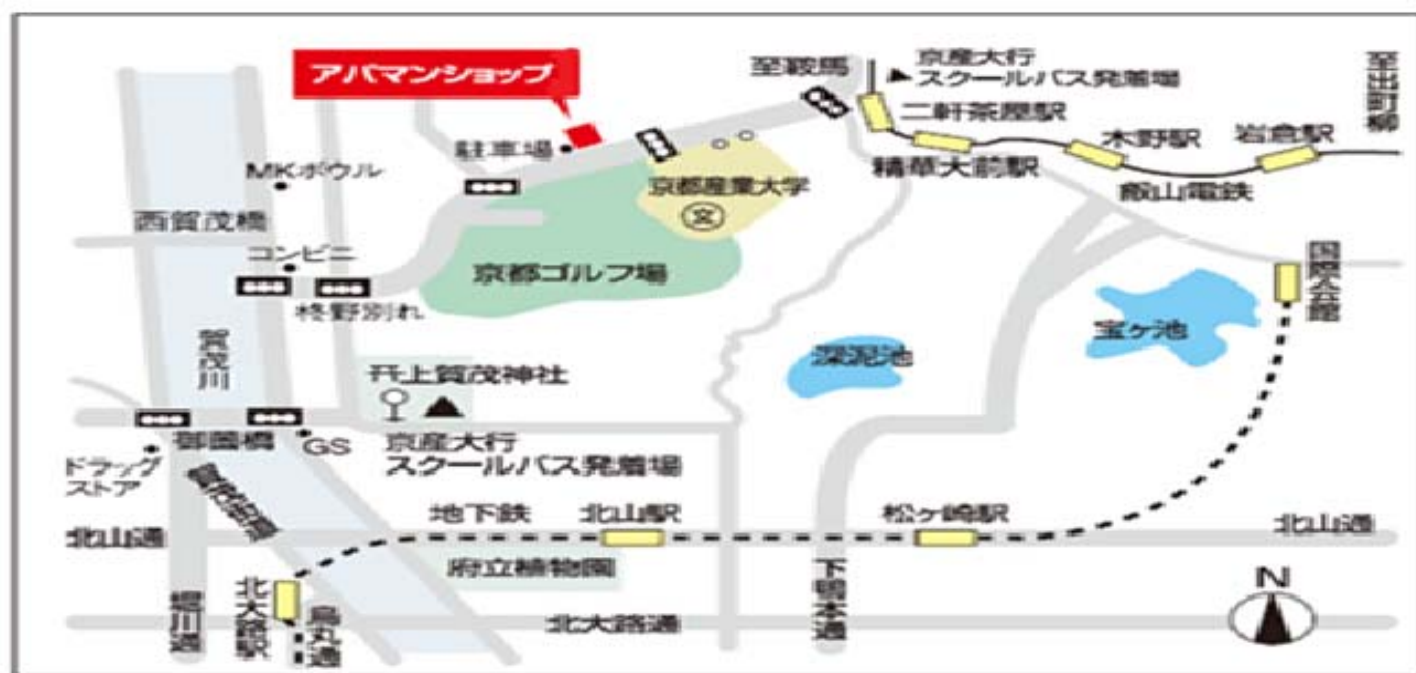 アパマンショップ
至鞍馬
京産大行
スクールバス発着場
至出町柳
二軒茶屋駅
木野駅
岩倉駅
精華大前駅
叡山電鉄
駐車場
MKボウル
京都産業大学
文
西賀茂橋
コンビニ
京都ゴルフ場
国際会館
柊野別れ
宝ヶ池
深泥池
賀茂川
上賀茂神社
御薗橋
GS
京産大行
スクールバス発着場
ドラッグ
ストア
地下鉄
北山駅
松ヶ崎駅
北山通
北山通
府立植物園
下鴨本通
N
北大路駅
烏丸通
堀川通
北大路通